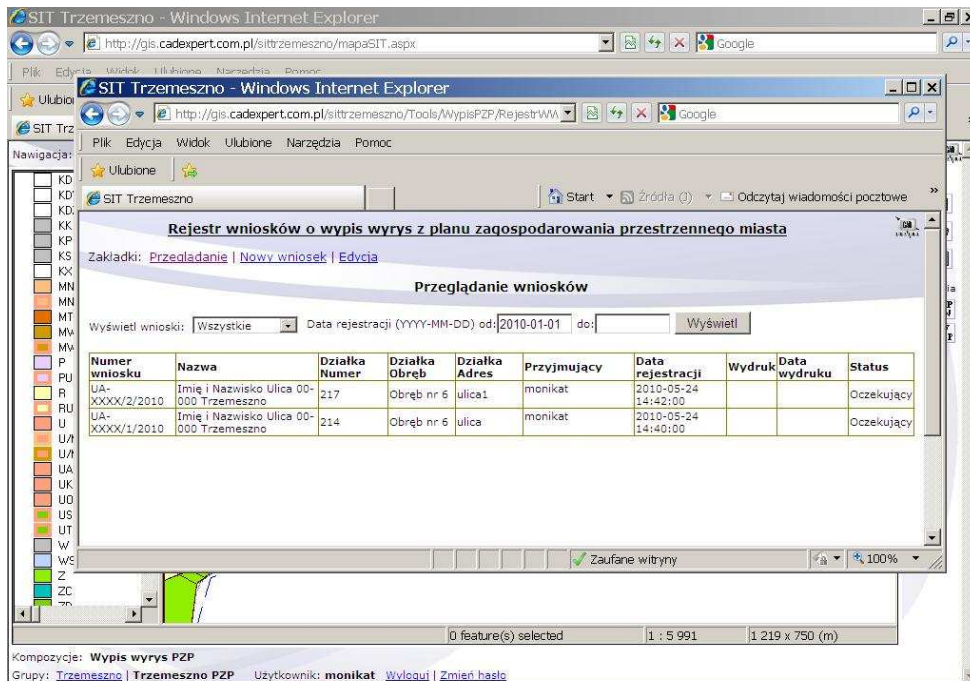 SIT Trzemeszno - Windows Internet Explorer
http://gis.cadexpert.com.pl/sittrzemeszno/mapaSIT.aspx
Google
Plik
SIT Trzemeszno - Windows Internet Explorer
http://gis.cadexpert.com.pl/sittrzemeszno/Tools/WypisPZP/RejestrWW
Google
Plik Edycja Widok Ulubione Narzędzia Pomoc
Ulubione
SIT Trzemeszno
Start
Źródła (J)
Odczytaj wiadomości pocztowe
»
Rejestr wniosków o wypis wyrys z planu zagospodarowania przestrzennego miasta
Zakładki: Przeglądanie | Nowy wniosek | Edycja
Przeglądanie wniosków
Wyświetl wnioski: Wszystkie Data rejestracji (YYYY-MM-DD) od: 2010-01-01 do: Wyświetl
Numer wniosku Nazwa Działka Numer Działka Obręb Działka Adres Przyjmujący Data rejestracji Wydruk Data wydruku Status
UA-XXXX/2/2010 Imię i Nazwisko Ulica 00-000 Trzemeszno 217 Obręb nr 6 ulica1 monikat 2010-05-24 14:42:00 Oczekujący
UA-XXXX/1/2010 Imię i Nazwisko Ulica 00-000 Trzemeszno 214 Obręb nr 6 ulica monikat 2010-05-24 14:40:00 Oczekujący
Zaufane witryny
100%
Ulubio
SIT Trz
Nawigacja:
KD
KD
KD
KK
KP
KS
KX
MN
MN
MT
MW
MW
P
PU
R
RU
U
U/
U/
UA
UK
UO
US
UT
W
WS
Z
ZC
0 feature(s) selected
1 : 5 991
1 219 x 750 (m)
Kompozycje: Wypis wyrys PZP
Grupy: Trzemeszno | Trzemeszno PZP Użytkownik: monikat Wyloguj | Zmień hasło